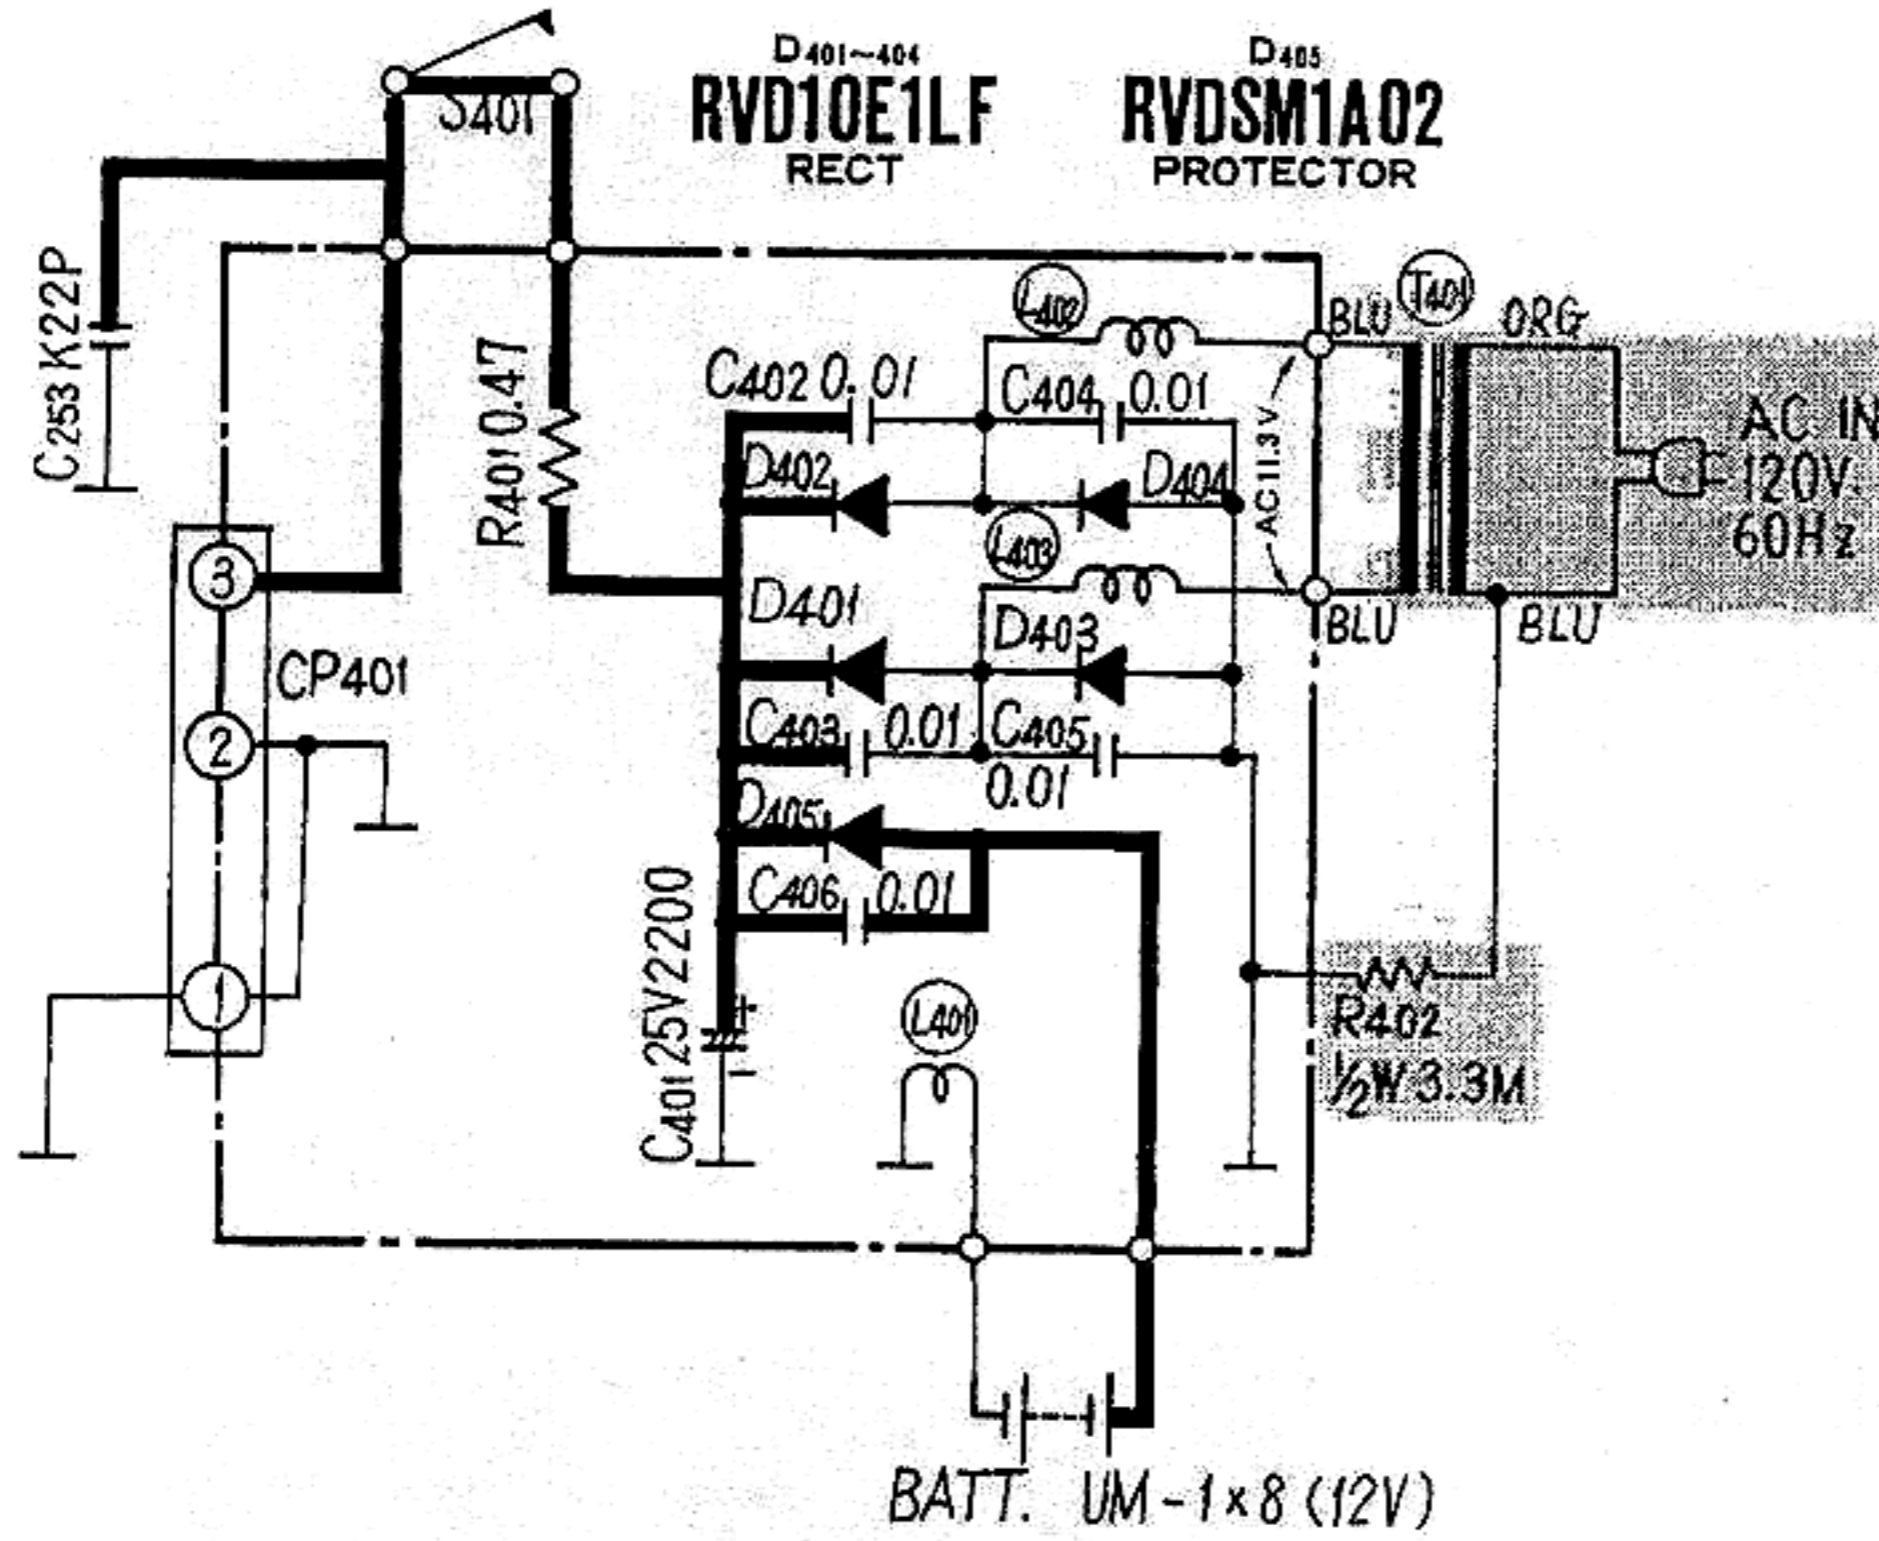 D401~404
RVD10E1LF
RECT
D405
RVDSM1A02
PROTECTOR
S401
C253 K22P
R401 0.47
L402
C402 0.01
C404 0.01
D402
D404
L403
AC11.3V
BLU
T401
ORG
AC IN
120V.
60Hz
BLU
BLU
3
D401
D403
CP401
2
C403 0.01
C405
0.01
D405
C406 0.01
C401 25V2200
+
-
L401
1
R402
½W 3.3M
BATT. UM-1×8 (12V)